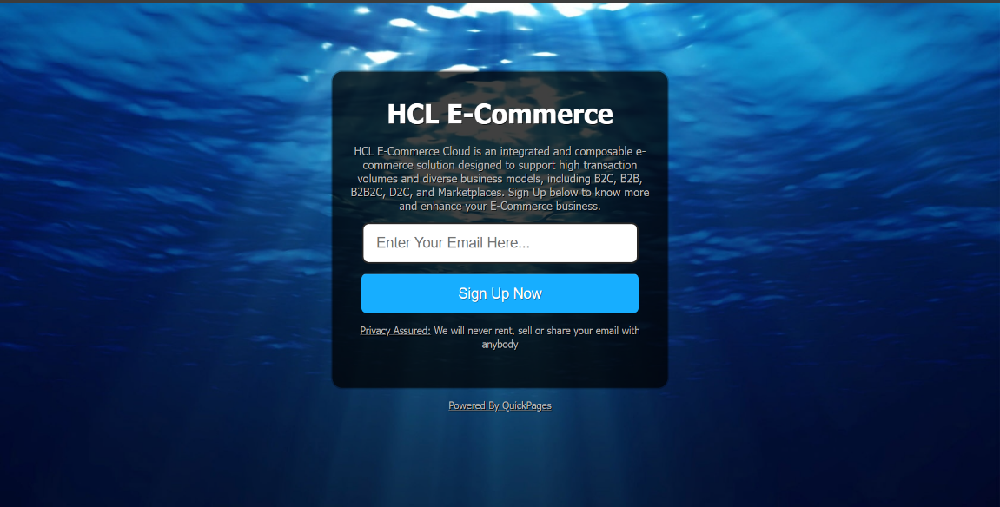 HCL E-Commerce
HCL E-Commerce Cloud is an integrated and composable e-
commerce solution designed to support high transaction
volumes and diverse business models, including B2C, B2B,
B2B2C, D2C, and Marketplaces. Sign Up below to know more
and enhance your E-Commerce business.
Enter Your Email Here...
Sign Up Now
Privacy Assured: We will never rent, sell or share your email with
anybody
Powered By QuickPages